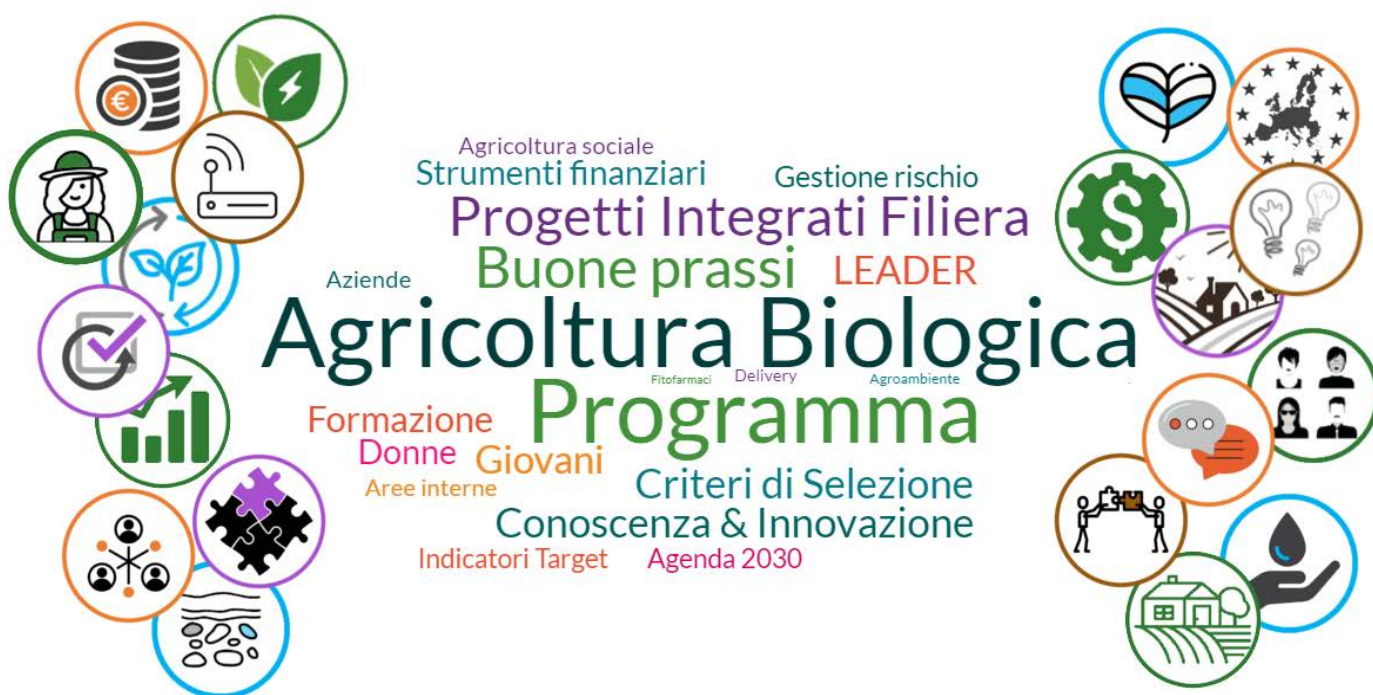 Agricoltura sociale
Strumenti finanziari
Gestione rischio
Progetti Integrati Filiera
Buone prassi
LEADER
Aziende
Agricoltura Biologica
Fitofarmaci
Delivery
Agroambiente
Programma
Formazione
Donne
Giovani
Aree interne
Criteri di Selezione
Conoscenza & Innovazione
Indicatori Target
Agenda 2030